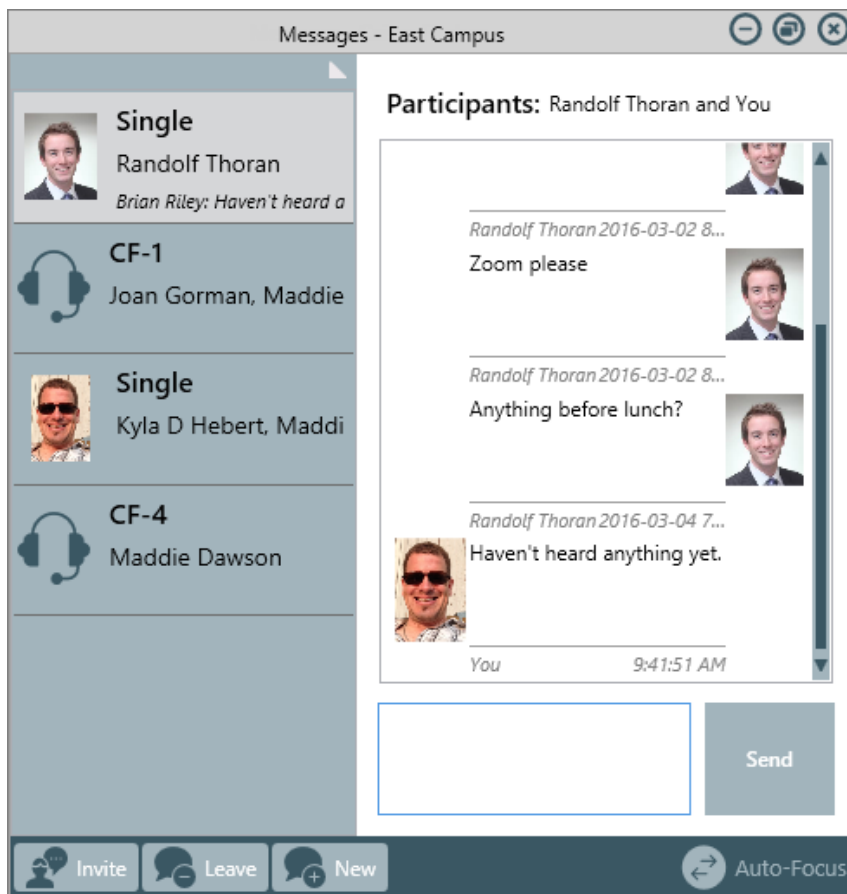 Messages - East Campus
Single
Randolf Thoran
Brian Riley: Haven't heard a
CF-1
Joan Gorman, Maddie
Single
Kyla D Hebert, Maddi
CF-4
Maddie Dawson
Participants: Randolf Thoran and You
Randolf Thoran 2016-03-02 8...
Zoom please
Randolf Thoran 2016-03-02 8...
Anything before lunch?
Randolf Thoran 2016-03-04 7...
Haven't heard anything yet.
You 9:41:51 AM
Send
Invite Leave New Auto-Focus